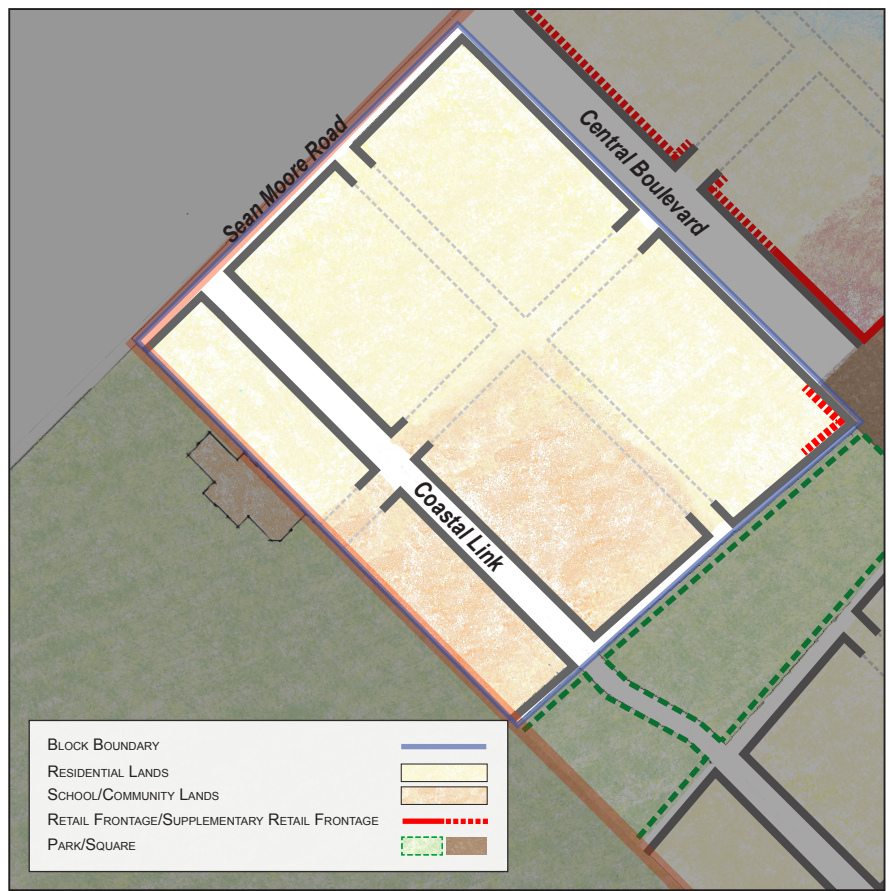 Sean Moore Road
Central Boulevard
Coastal Link
Block Boundary
Residential Lands
School/Community Lands
Retail Frontage/Supplementary Retail Frontage
Park/Square